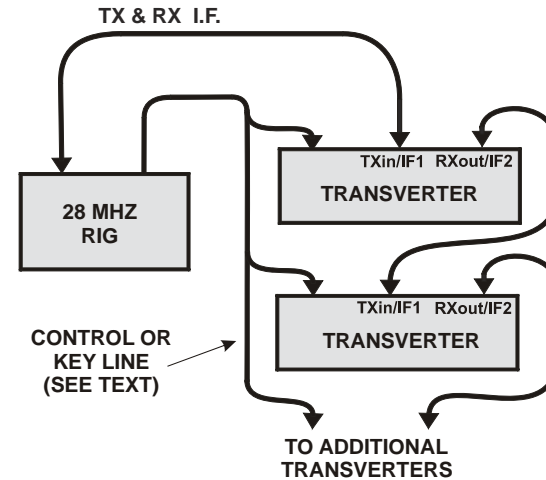 TX & RX I.F.
TXin/IF1 RXout/IF2
TRANSVERTER
28 MHZ
RIG
TXin/IF1 RXout/IF2
TRANSVERTER
CONTROL OR
KEY LINE
(SEE TEXT)
TO ADDITIONAL
TRANSVERTERS